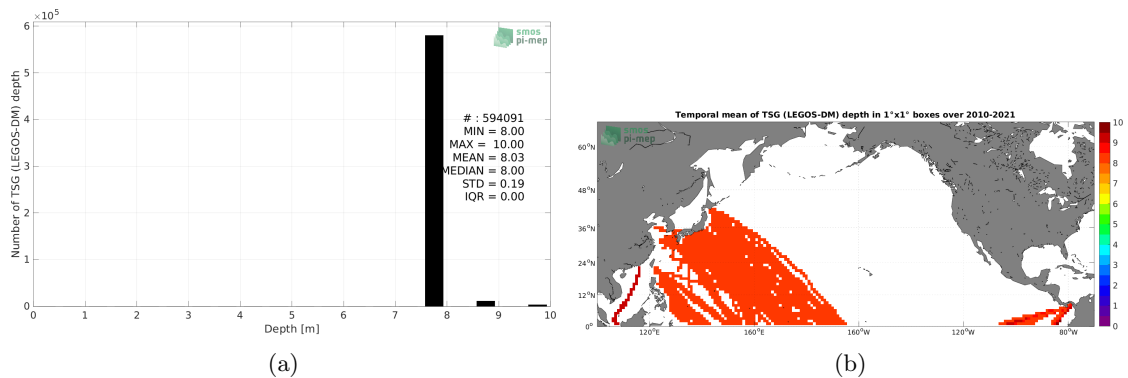 ×10⁵
6
5
4
3
2
1
0
Number of TSG (LEGOS-DM) depth
smos
pi-mep
# : 594091
MIN = 8.00
MAX = 10.00
MEAN = 8.03
MEDIAN = 8.00
STD = 0.19
IQR = 0.00
0 1 2 3 4 5 6 7 8 9 10
Depth [m]
(a)
Temporal mean of TSG (LEGOS-DM) depth in 1°x1° boxes over 2010-2021
smos
pi-mep
60°N
48°N
36°N
24°N
12°N
0°
120°E 160°E 160°W 120°W 80°W
10
9
8
7
6
5
4
3
2
1
0
(b)